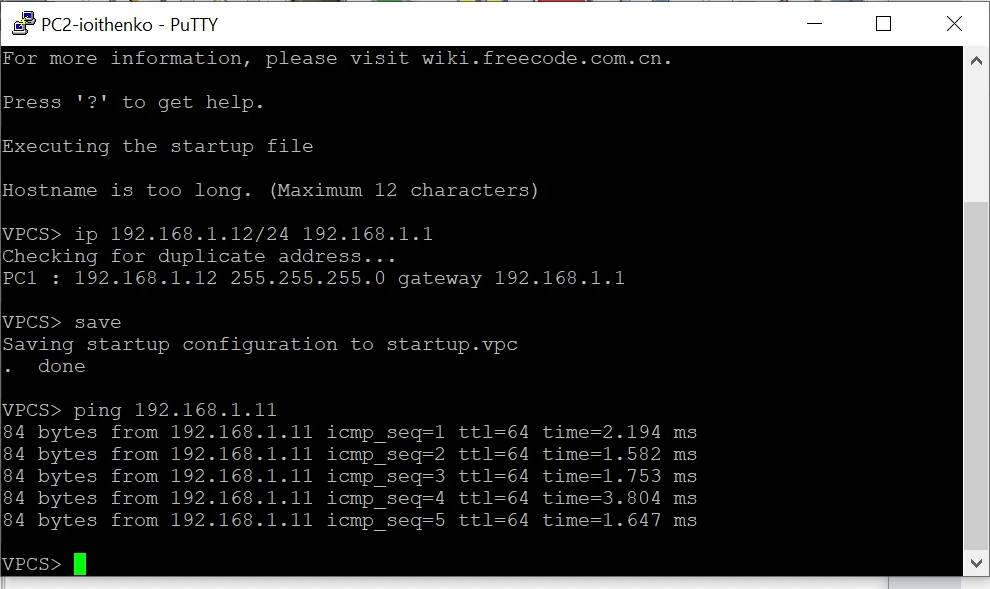 PC2-ioithenko - PuTTY
For more information, please visit wiki.freecode.com.cn.
Press '?' to get help.
Executing the startup file
Hostname is too long. (Maximum 12 characters)
VPCS> ip 192.168.1.12/24 192.168.1.1
Checking for duplicate address...
PC1 : 192.168.1.12 255.255.255.0 gateway 192.168.1.1
VPCS> save
Saving startup configuration to startup.vpc
.  done
VPCS> ping 192.168.1.11
84 bytes from 192.168.1.11 icmp_seq=1 ttl=64 time=2.194 ms
84 bytes from 192.168.1.11 icmp_seq=2 ttl=64 time=1.582 ms
84 bytes from 192.168.1.11 icmp_seq=3 ttl=64 time=1.753 ms
84 bytes from 192.168.1.11 icmp_seq=4 ttl=64 time=3.804 ms
84 bytes from 192.168.1.11 icmp_seq=5 ttl=64 time=1.647 ms
VPCS>